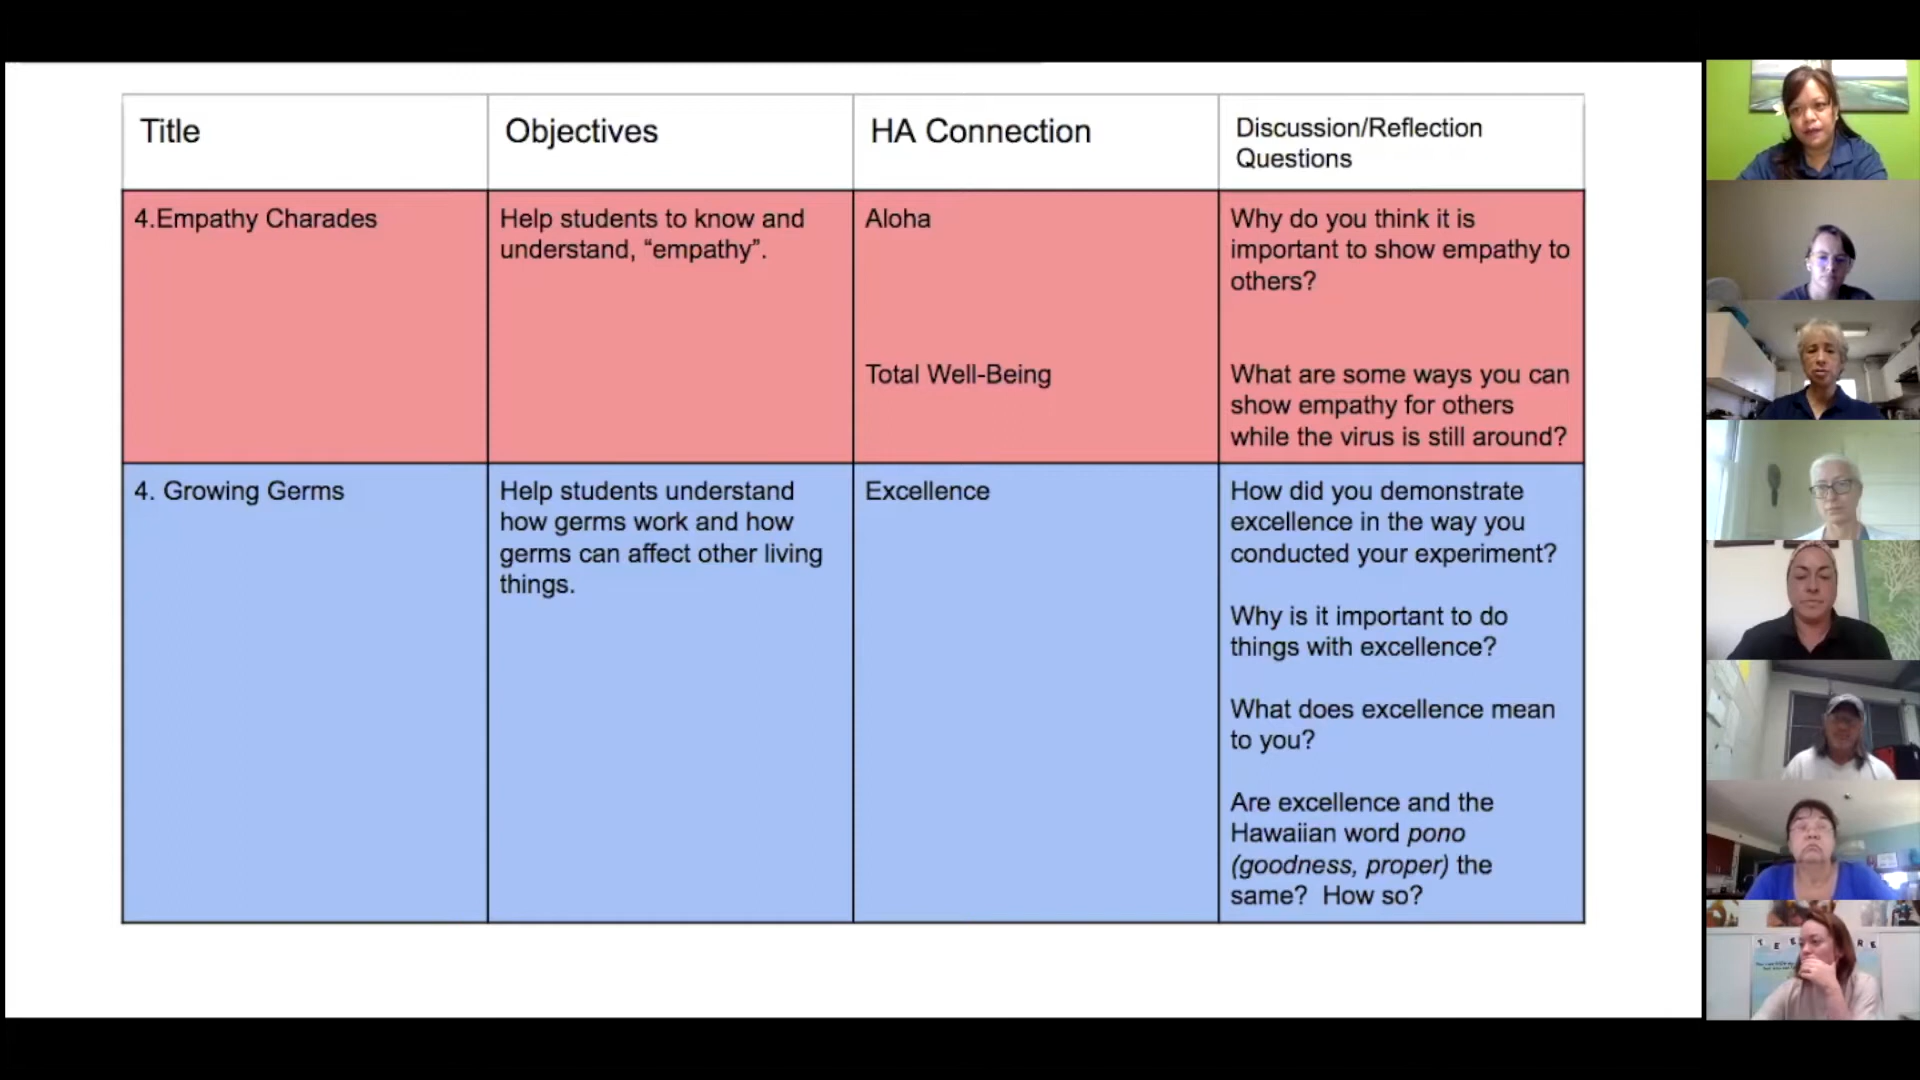 Title
Objectives
HA Connection
Discussion/Reflection
Questions
4.Empathy Charades
Help students to know and
understand, “empathy”.
Aloha
Total Well-Being
Why do you think it is
important to show empathy to
others?
What are some ways you can
show empathy for others
while the virus is still around?
4. Growing Germs
Help students understand
how germs work and how
germs can affect other living
things.
Excellence
How did you demonstrate
excellence in the way you
conducted your experiment?
Why is it important to do
things with excellence?
What does excellence mean
to you?
Are excellence and the
Hawaiian word pono
(goodness, proper) the
same?  How so?